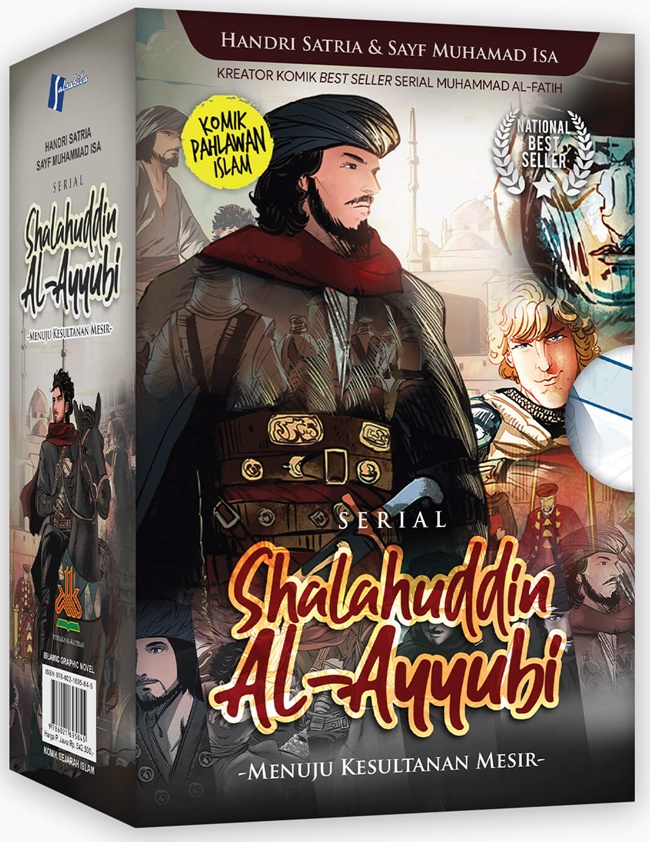 Salsabila
HANDRI SATRIA
SAYF MUHAMMAD ISA
SERIAL
Shalahuddin
AL-Ayyubi
-MENUJU KESULTANAN MESIR-
ISLAMIC GRAPHIC NOVEL
KOMIK SEJARAH ISLAM
HANDRI SATRIA & SAYF MUHAMAD ISA
KREATOR KOMIK BEST SELLER SERIAL MUHAMMAD AL-FATIH
KOMIK
PAHLAWAN
ISLAM
NATIONAL
BEST
SELLER
SERIAL
Shalahuddin
AL-Ayyubi
-MENUJU KESULTANAN MESIR-